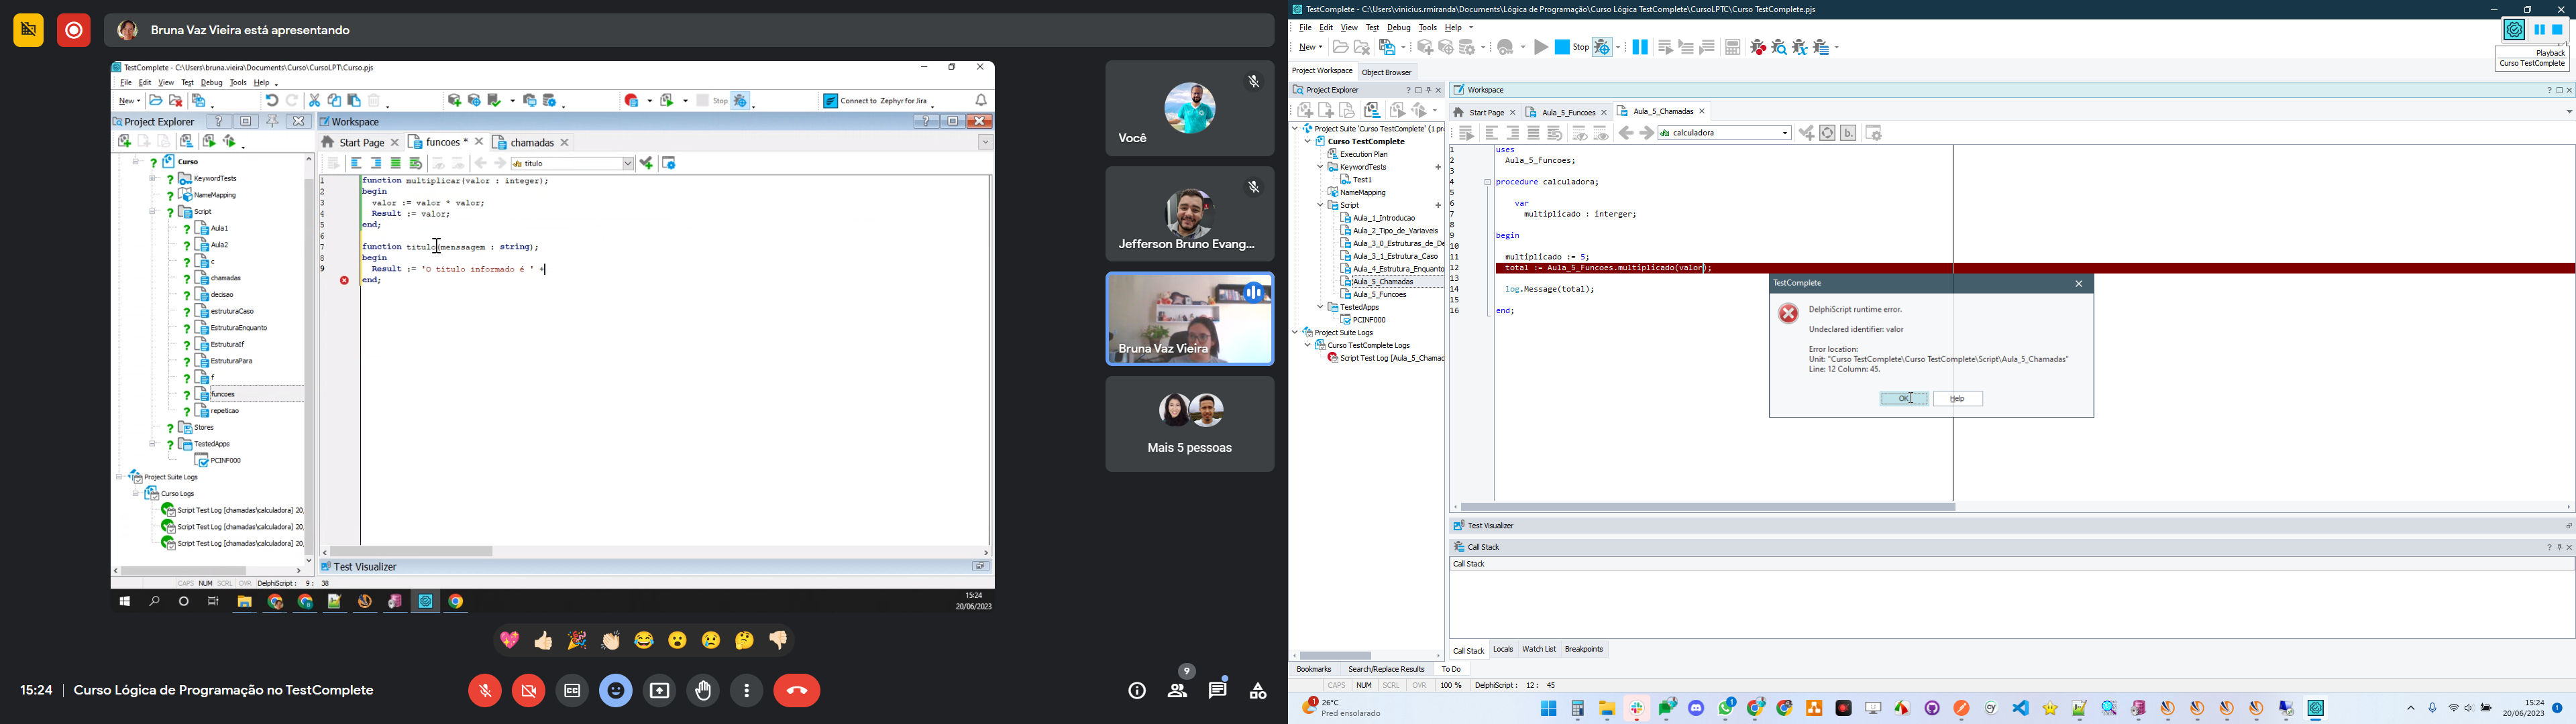 Bruna Vaz Vieira está apresentando
TestComplete - C:\Users\bruna.vieira\Documents\Curso\CursoLPT\Curso.pjs
File Edit View Test Debug Tools Help
New
Stop
Connect to Zephyr for Jira
Project Explorer
Workspace
Start Page
funcoes *
chamadas
titulo
Curso
KeywordTests
NameMapping
Script
Aula1
Aula2
c
chamadas
decisao
estruturaCaso
EstruturaEnquanto
EstruturaIf
EstruturaPara
f
funcoes
repeticao
Stores
TestedApps
PCINF000
Project Suite Logs
Curso Logs
Script Test Log [chamadas\calculadora] 20,
Script Test Log [chamadas\calculadora] 20,
Script Test Log [chamadas\calculadora] 20,
1 function multiplicar(valor : integer);
2 begin
3 valor := valor * valor;
4 Result := valor;
5 end;
6
7 function titulo(menssagem : string);
8 begin
9 Result := 'O titulo informado é ' +
end;
Test Visualizer
CAPS NUM SCRL OVR DelphiScript : 9 : 38
15:24
20/06/2023
Você
Jefferson Bruno Evang...
Bruna Vaz Vieira
Mais 5 pessoas
15:24 | Curso Lógica de Programação no TestComplete
9
TestComplete - C:\Users\vinicius.rmiranda\Documents\Lógica de Programação\Curso Lógica TestComplete\CursoLPTC\Curso TestComplete.pjs
File Edit View Test Debug Tools Help
New
Stop
Playback
Curso TestComplete
Project Workspace
Object Browser
Project Explorer
Workspace
Start Page
Aula_5_Funcoes
Aula_5_Chamadas
calculadora
b.
Project Suite 'Curso TestComplete' (1 pr
Curso TestComplete
Execution Plan
KeywordTests
Test1
NameMapping
Script
Aula_1_Introducao
Aula_2_Tipo_de_Variaveis
Aula_3_0_Estruturas_de_De
Aula_3_1_Estrutura_Caso
Aula_4_Estrutura_Enquanto
Aula_5_Chamadas
Aula_5_Funcoes
TestedApps
PCINF000
Project Suite Logs
Curso TestComplete Logs
Script Test Log [Aula_5_Chamac
1 uses
2 Aula_5_Funcoes;
3
4 procedure calculadora;
5
6 var
7 multiplicado : interger;
8
9 begin
10
11 multiplicado := 5;
12 total := Aula_5_Funcoes.multiplicado(valor);
13
14 log.Message(total);
15
16 end;
TestComplete
DelphiScript runtime error.
Undeclared identifier: valor
Error location:
Unit: "Curso TestComplete\Curso TestComplete\Script\Aula_5_Chamadas"
Line: 12 Column: 45.
OK
Help
Test Visualizer
Call Stack
Call Stack
Call Stack Locals Watch List Breakpoints
Bookmarks Search/Replace Results To Do
CAPS NUM SCRL OVR 100 % DelphiScript : 12 : 45
1
26°C
Pred ensolarado
15:24
20/06/2023